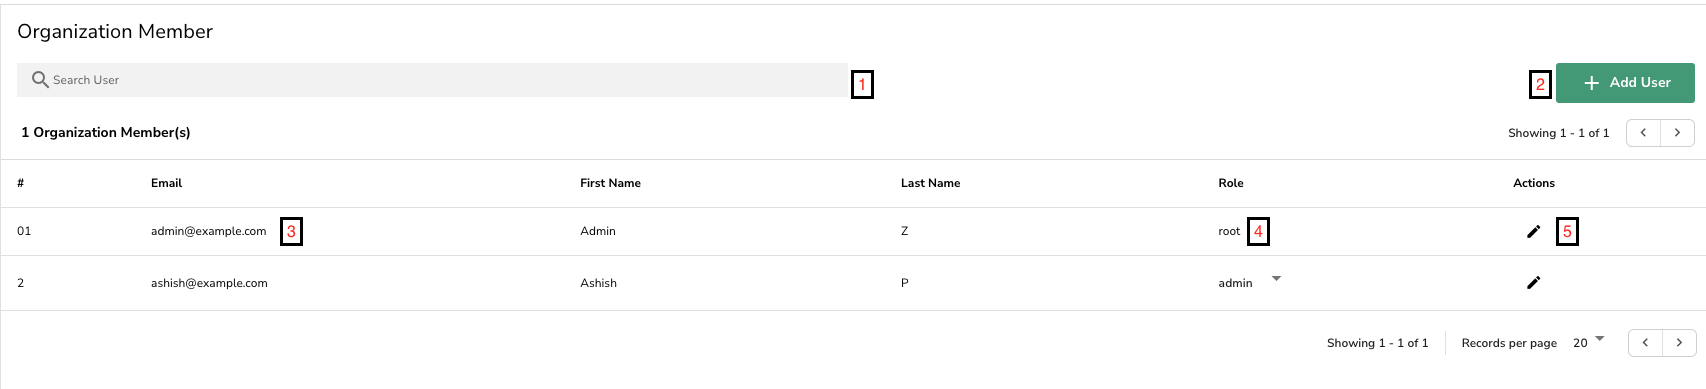 Organization Member
Search User 1 2 Add User
1 Organization Member(s) Showing 1 - 1 of 1
# Email First Name Last Name Role Actions
01 admin@example.com 3 Admin Z root 4 5
2 ashish@example.com Ashish P admin
Showing 1 - 1 of 1 Records per page 20